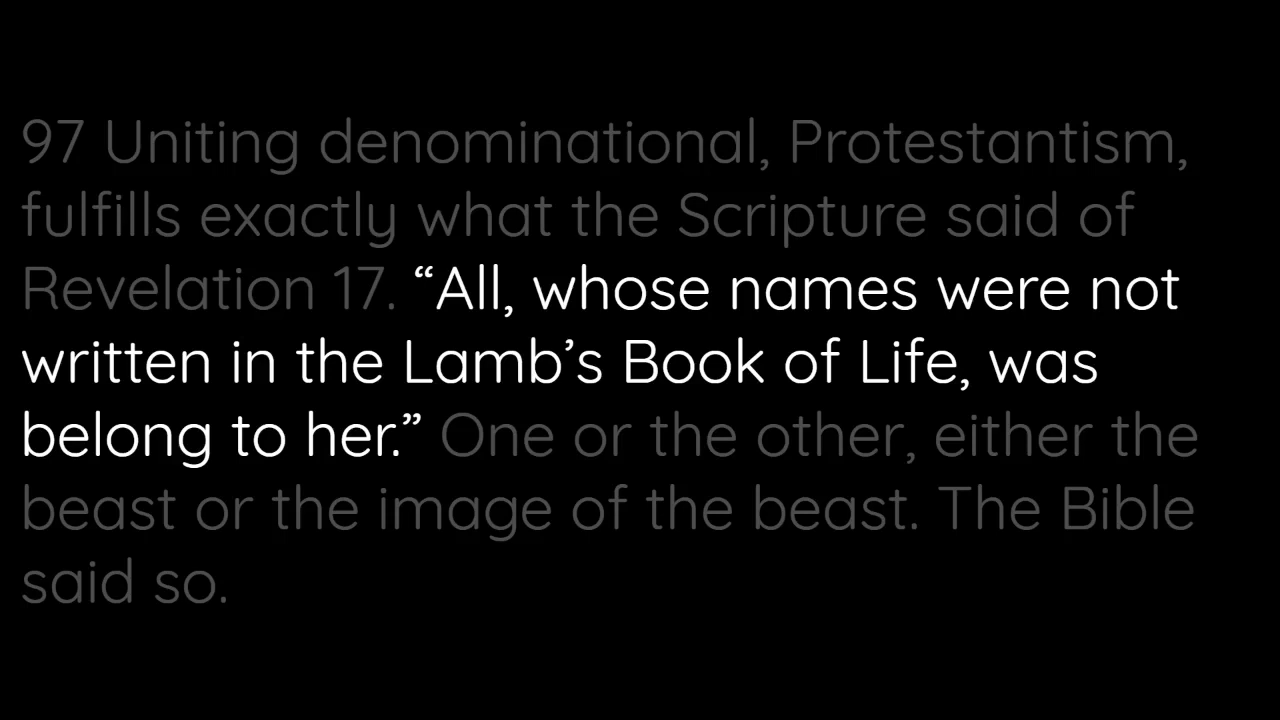 97 Uniting denominational, Protestantism,
fulfills exactly what the Scripture said of
Revelation 17. “All, whose names were not
written in the Lamb’s Book of Life, was
belong to her.” One or the other, either the
beast or the image of the beast. The Bible
said so.